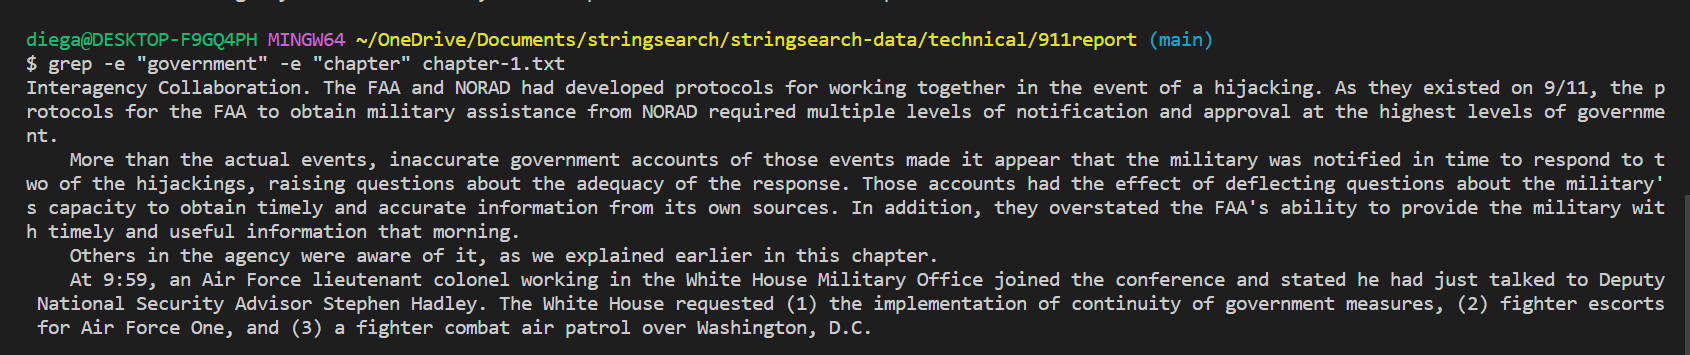 diega@DESKTOP-F9GQ4PH MINGW64 ~/OneDrive/Documents/stringsearch/stringsearch-data/technical/911report (main)
$ grep -e "government" -e "chapter" chapter-1.txt
Interagency Collaboration. The FAA and NORAD had developed protocols for working together in the event of a hijacking. As they existed on 9/11, the p
rotocols for the FAA to obtain military assistance from NORAD required multiple levels of notification and approval at the highest levels of governme
nt.
    More than the actual events, inaccurate government accounts of those events made it appear that the military was notified in time to respond to t
wo of the hijackings, raising questions about the adequacy of the response. Those accounts had the effect of deflecting questions about the military'
s capacity to obtain timely and accurate information from its own sources. In addition, they overstated the FAA's ability to provide the military wit
h timely and useful information that morning.
    Others in the agency were aware of it, as we explained earlier in this chapter.
    At 9:59, an Air Force lieutenant colonel working in the White House Military Office joined the conference and stated he had just talked to Deputy
 National Security Advisor Stephen Hadley. The White House requested (1) the implementation of continuity of government measures, (2) fighter escorts
 for Air Force One, and (3) a fighter combat air patrol over Washington, D.C.